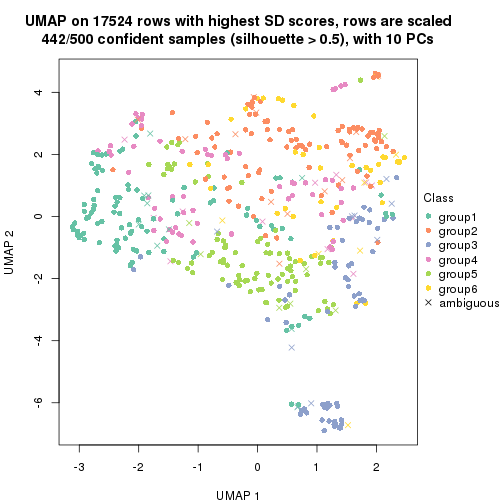 UMAP on 17524 rows with highest SD scores, rows are scaled
442/500 confident samples (silhouette > 0.5), with 10 PCs
4
2
0
-2
-4
-6
UMAP 2
-3
-2
-1
0
1
2
UMAP 1
Class
group1
group2
group3
group4
group5
group6
ambiguous